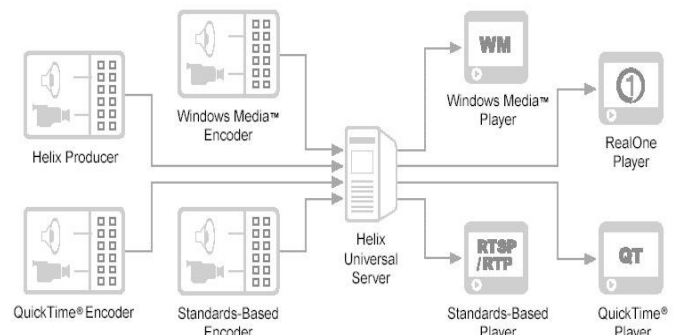 Helix Producer
Windows Media™
Encoder
QuickTime® Encoder
Standards-Based
Encoder
Helix
Universal
Server
WM
Windows Media™
Player
1
RealOne
Player
RTSP
/RTP
Standards-Based
Player
QT
QuickTime®
Player